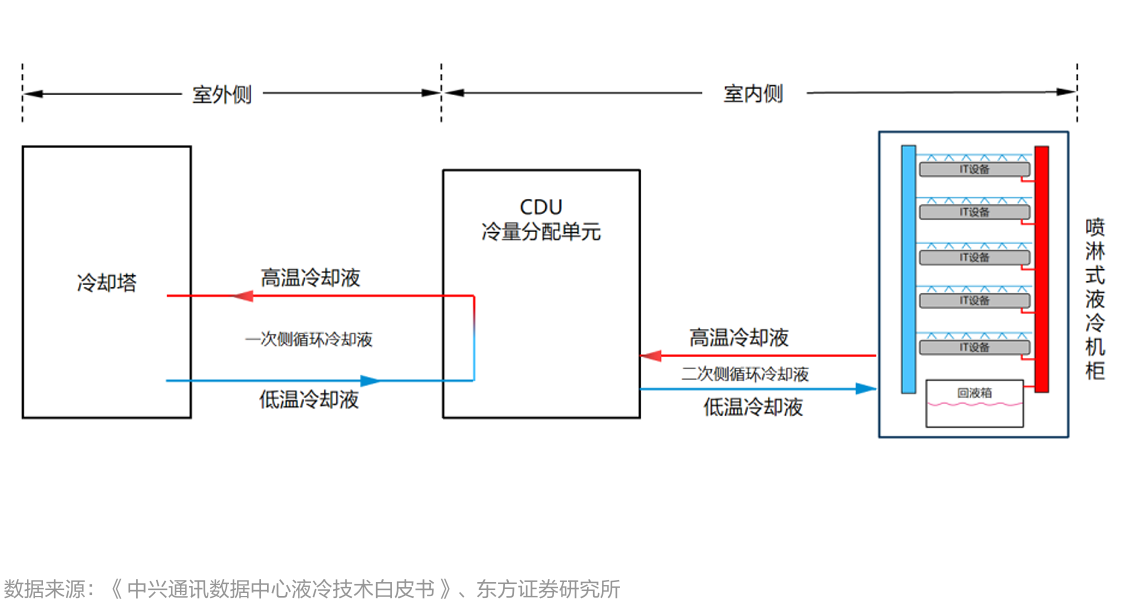 室外侧
室内侧
CDU
冷量分配单元
冷却塔
高温冷却液
一次侧循环冷却液
低温冷却液
高温冷却液
二次侧循环冷却液
低温冷却液
IT设备
IT设备
IT设备
IT设备
IT设备
回液箱
喷淋式液冷机柜
数据来源：《中兴通讯数据中心液冷技术白皮书》、东方证券研究所